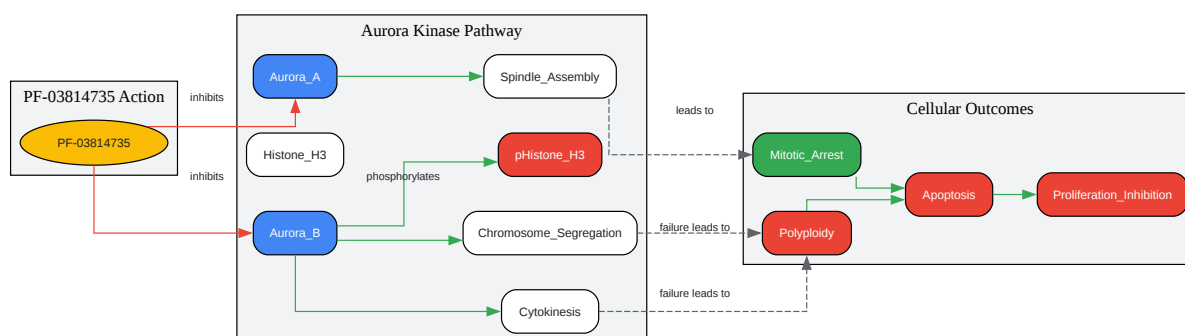 Aurora Kinase Pathway
PF-03814735 Action
PF-03814735
inhibits
inhibits
Aurora_A
Spindle_Assembly
Histone_H3
phosphorylates
pHistone_H3
Aurora_B
Chromosome_Segregation
Cytokinesis
leads to
failure leads to
failure leads to
Cellular Outcomes
Mitotic_Arrest
Apoptosis
Proliferation_Inhibition
Polyploidy